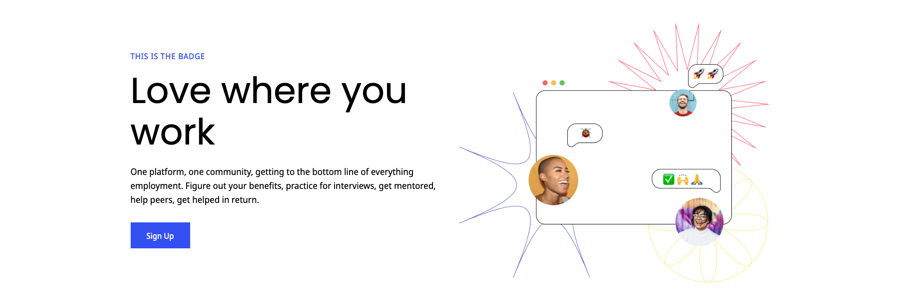 THIS IS THE BADGE
Love where you
work
One platform, one community, getting to the bottom line of everything
employment. Figure out your benefits, practice for interviews, get mentored,
help peers, get helped in return.
Sign Up